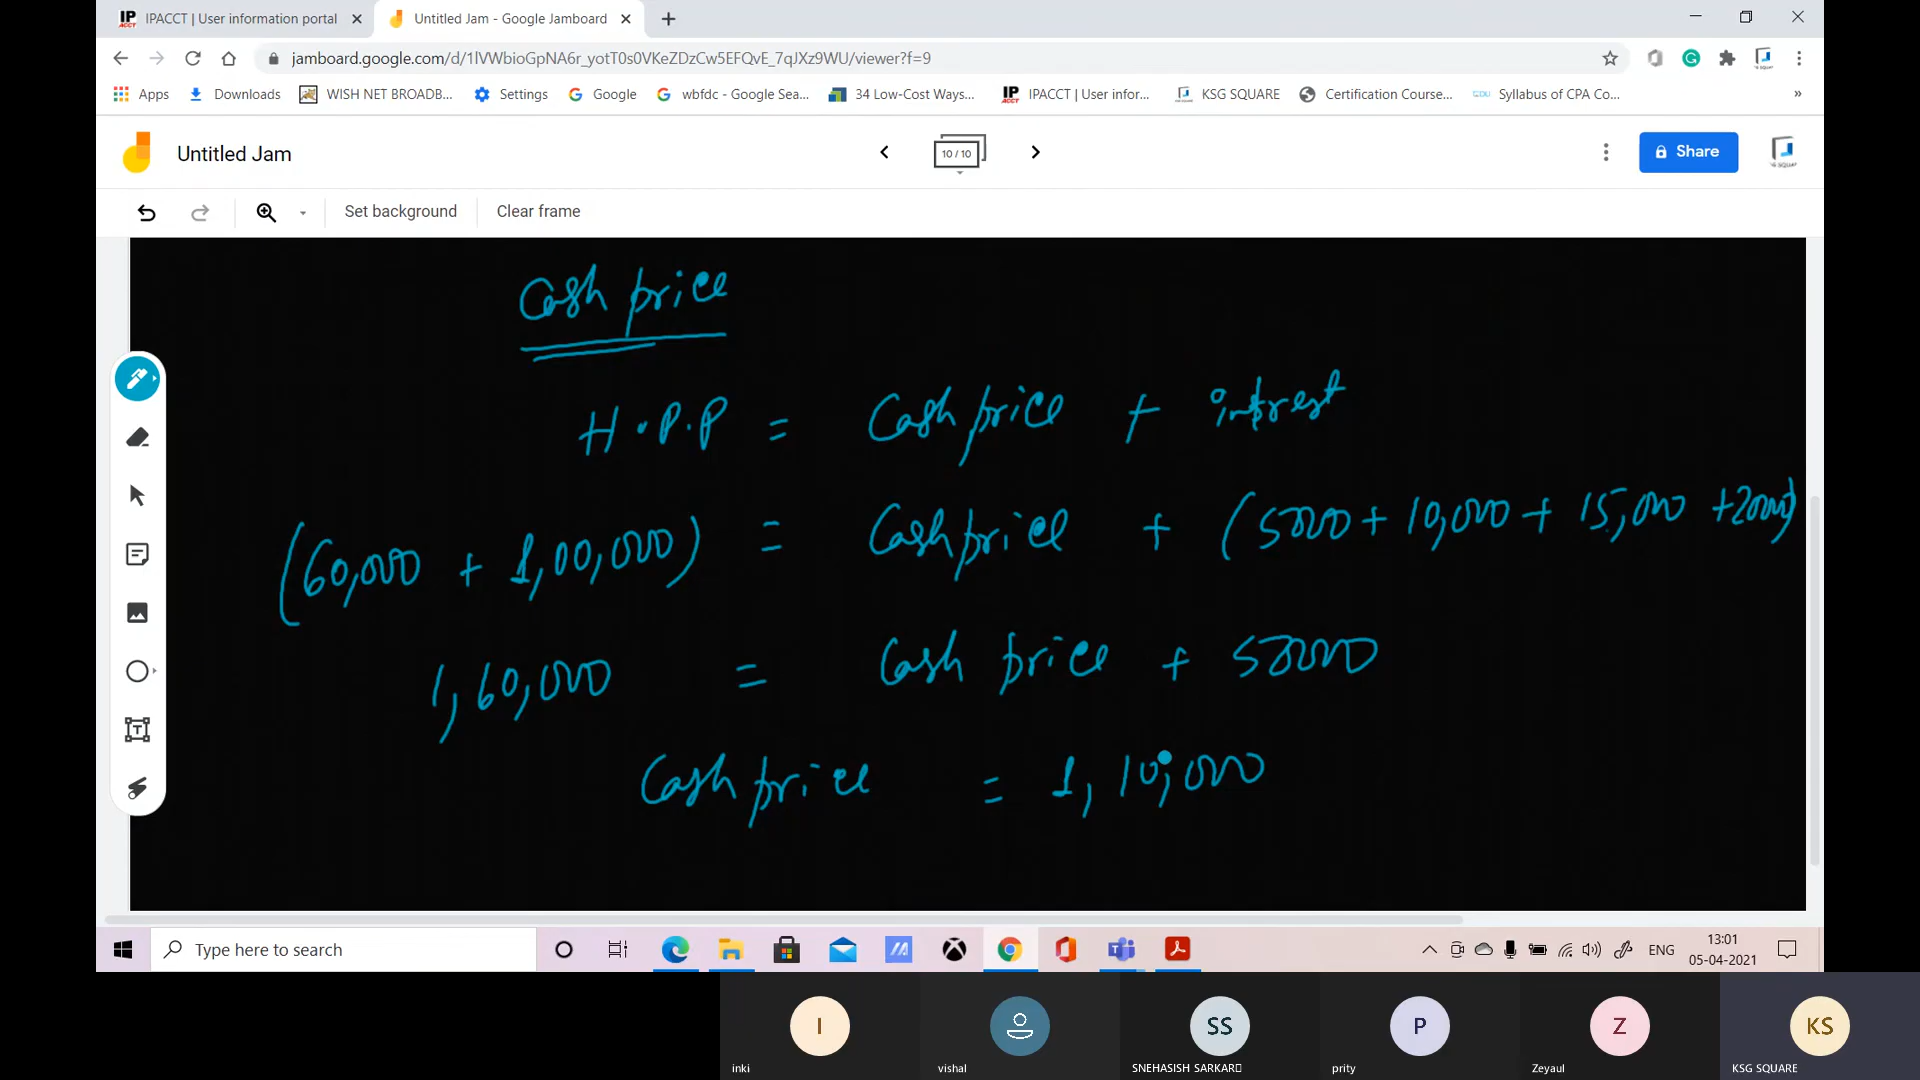 IPACCT | User information portal
Untitled Jam - Google Jamboard
jamboard.google.com/d/1lVWbioGpNA6r_yotT0s0VKeZDzCw5EFQvE_7qJXz9WU/viewer?f=9
Apps Downloads WISH NET BROADB... Settings Google wbfdc - Google Sea... 34 Low-Cost Ways... IPACCT | User infor... KSG SQUARE Certification Course... Syllabus of CPA Co... »
Untitled Jam
10 / 10
Share
Set background Clear frame
Cash price
H.P.P = Cash price + intrest
(60,000 + 1,00,000) = Cash price + (5000 + 10,000 + 15,000 + 20000)
1,60,000 = Cash price + 50000
Cash price = 1,10,000
Type here to search
ENG
13:01
05-04-2021
I SS P Z KS
inki vishal SNEHASISH SARKAR prity Zeyaul KSG SQUARE